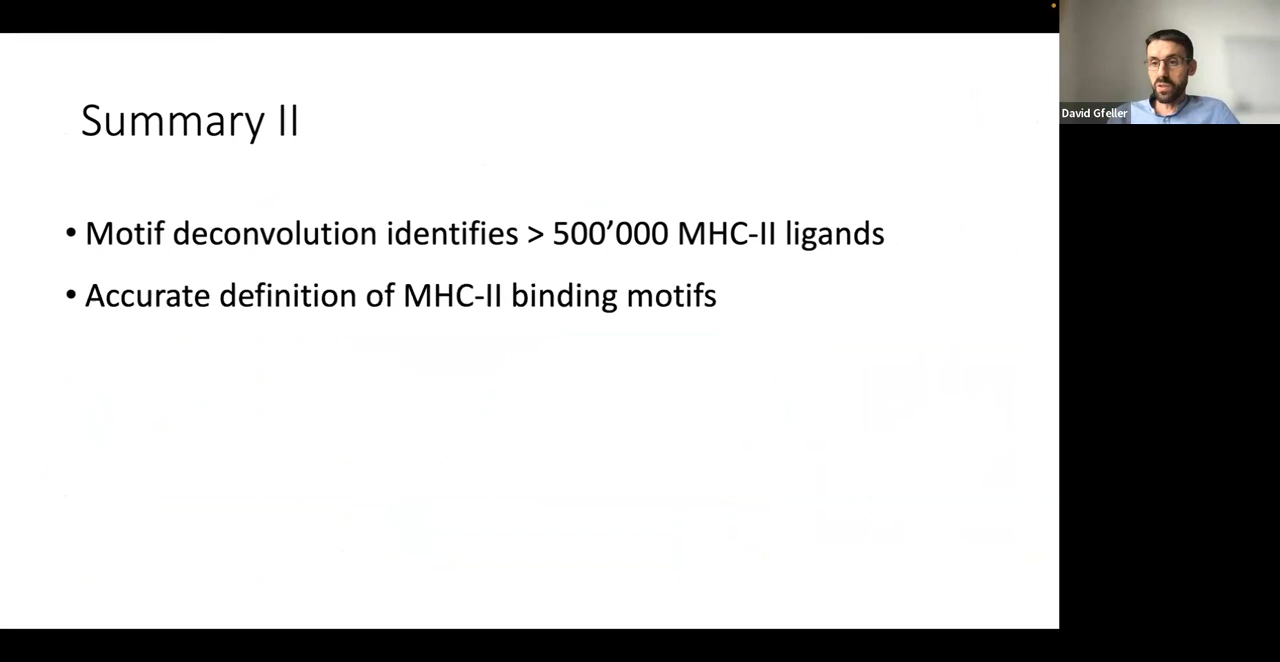 Summary II
• Motif deconvolution identifies > 500’000 MHC-II ligands
• Accurate definition of MHC-II binding motifs
David Gfeller